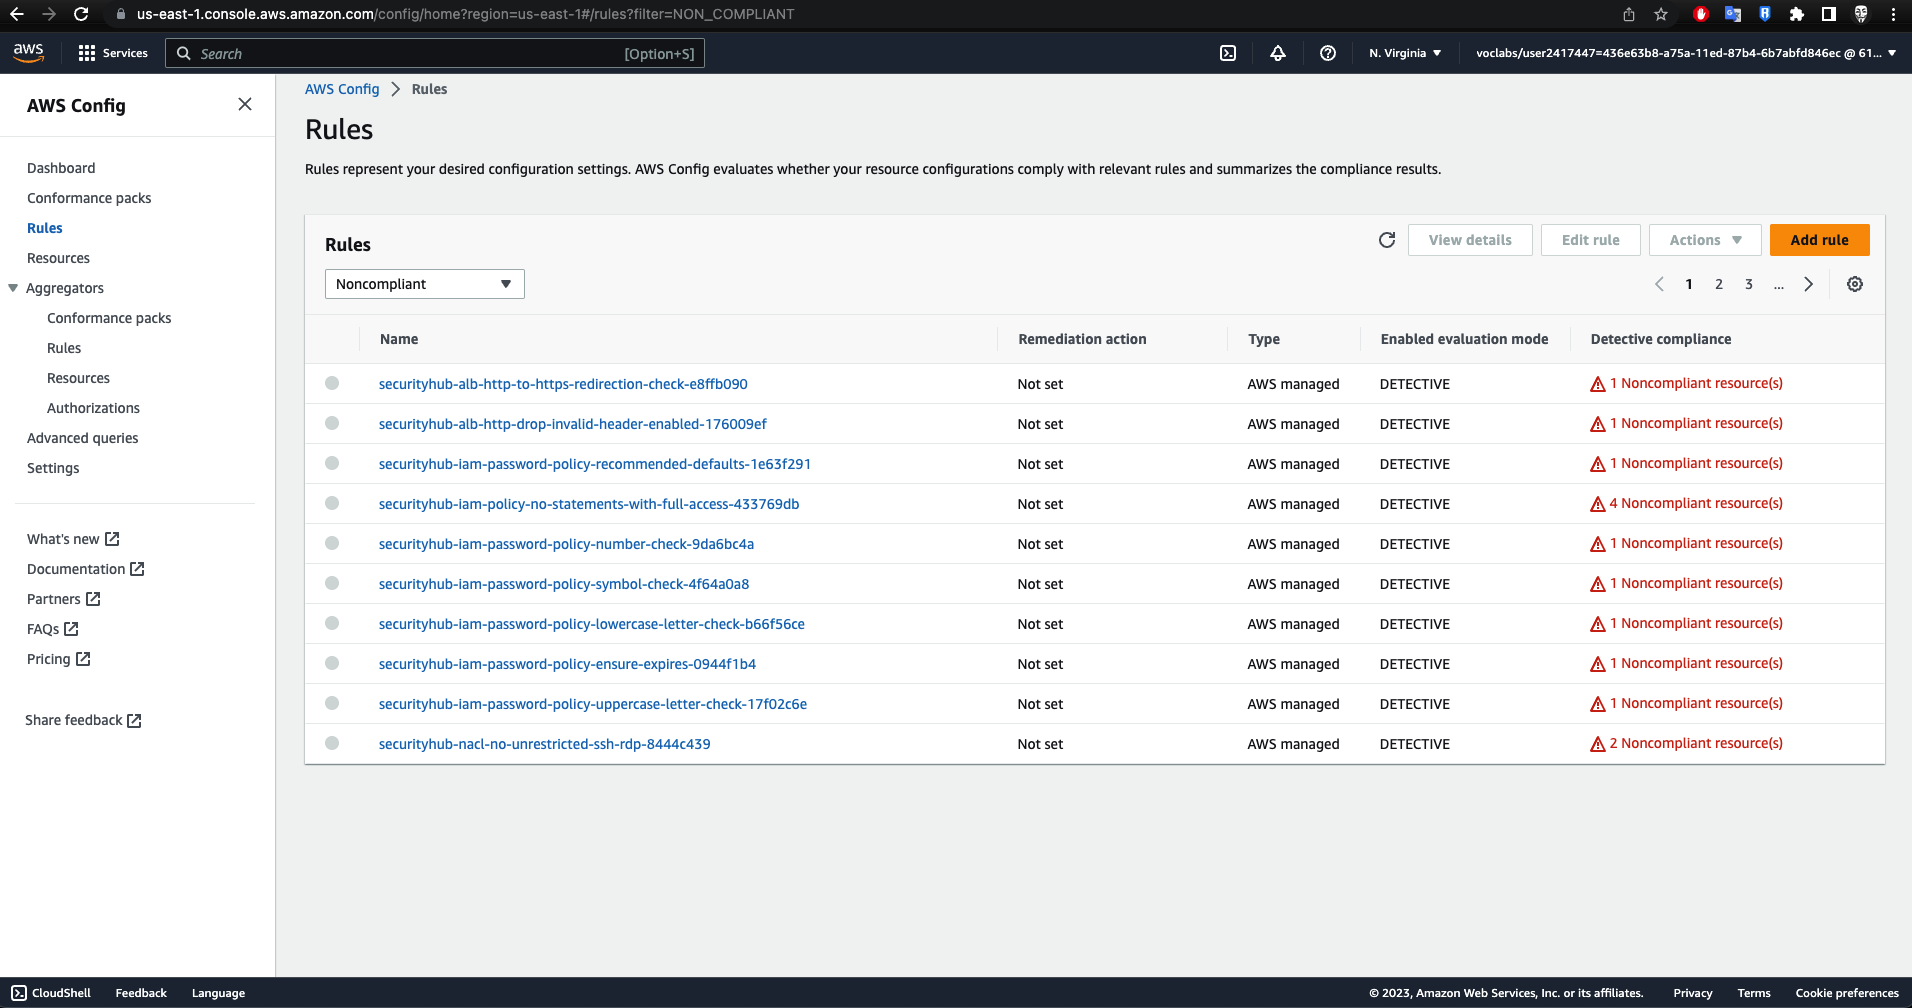 us-east-1.console.aws.amazon.com/config/home?region=us-east-1#/rules?filter=NON_COMPLIANT
aws Services Search [Option+S] N. Virginia voclabs/user2417447=436e63b8-a75a-11ed-87b4-6b7abfd846ec @ 61...
AWS Config
Dashboard
Conformance packs
Rules
Resources
Aggregators
Conformance packs
Rules
Resources
Authorizations
Advanced queries
Settings
What's new
Documentation
Partners
FAQs
Pricing
Share feedback
AWS Config > Rules
Rules
Rules represent your desired configuration settings. AWS Config evaluates whether your resource configurations comply with relevant rules and summarizes the compliance results.
Rules View details Edit rule Actions Add rule
Noncompliant 1 2 3 ...
Name Remediation action Type Enabled evaluation mode Detective compliance
securityhub-alb-http-to-https-redirection-check-e8ffb090 Not set AWS managed DETECTIVE 1 Noncompliant resource(s)
securityhub-alb-http-drop-invalid-header-enabled-176009ef Not set AWS managed DETECTIVE 1 Noncompliant resource(s)
securityhub-iam-password-policy-recommended-defaults-1e63f291 Not set AWS managed DETECTIVE 1 Noncompliant resource(s)
securityhub-iam-policy-no-statements-with-full-access-433769db Not set AWS managed DETECTIVE 4 Noncompliant resource(s)
securityhub-iam-password-policy-number-check-9da6bc4a Not set AWS managed DETECTIVE 1 Noncompliant resource(s)
securityhub-iam-password-policy-symbol-check-4f64a0a8 Not set AWS managed DETECTIVE 1 Noncompliant resource(s)
securityhub-iam-password-policy-lowercase-letter-check-b66f56ce Not set AWS managed DETECTIVE 1 Noncompliant resource(s)
securityhub-iam-password-policy-ensure-expires-0944f1b4 Not set AWS managed DETECTIVE 1 Noncompliant resource(s)
securityhub-iam-password-policy-uppercase-letter-check-17f02c6e Not set AWS managed DETECTIVE 1 Noncompliant resource(s)
securityhub-nacl-no-unrestricted-ssh-rdp-8444c439 Not set AWS managed DETECTIVE 2 Noncompliant resource(s)
CloudShell Feedback Language © 2023, Amazon Web Services, Inc. or its affiliates. Privacy Terms Cookie preferences